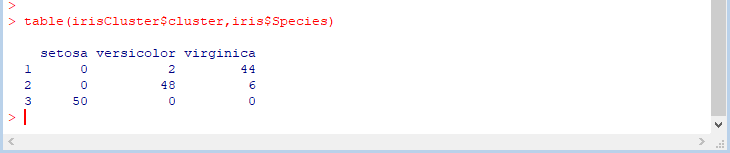 >
> table(irisCluster$cluster,iris$Species)
setosa versicolor virginica
1 0 2 44
2 0 48 6
3 50 0 0
>